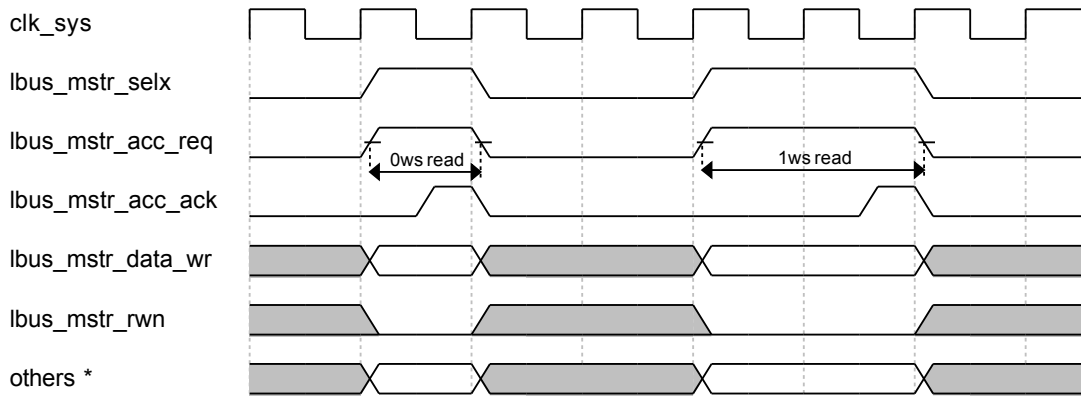 clk_sys
lbus_mstr_selx
lbus_mstr_acc_req
0ws read
1ws read
lbus_mstr_acc_ack
lbus_mstr_data_wr
lbus_mstr_rwn
others *